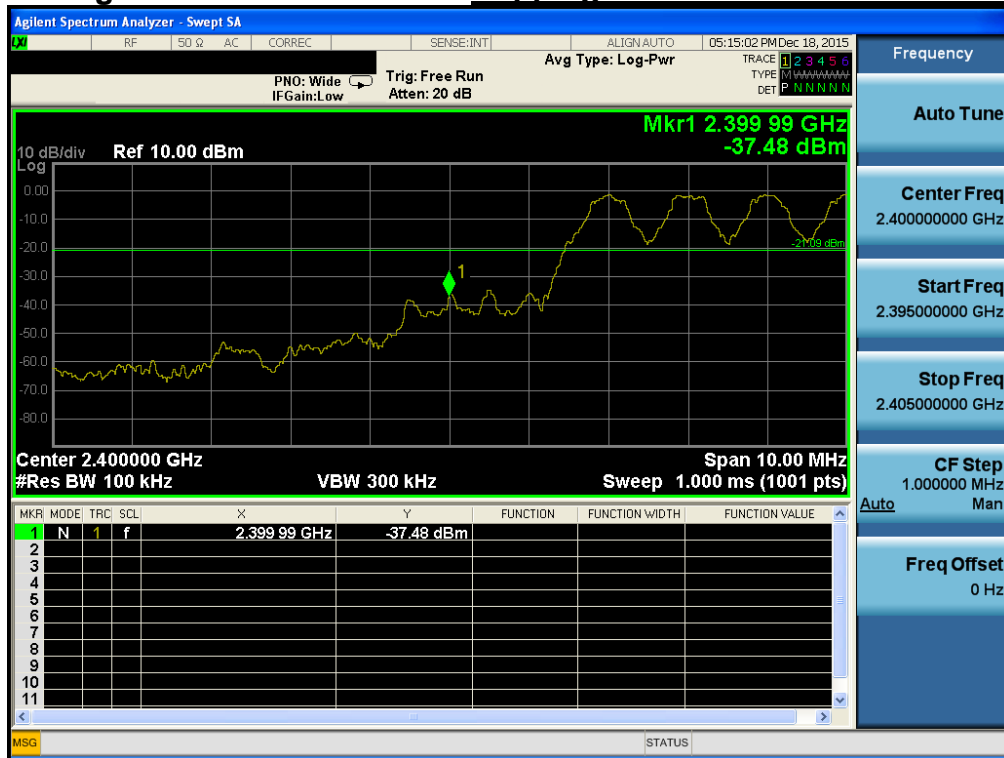 Agilent Spectrum Analyzer - Swept SA
LXI RF 50 Ω AC CORREC SENSE:INT ALIGN AUTO 05:15:02 PM Dec 18, 2015
Avg Type: Log-Pwr
TRACE 1 2 3 4 5 6
PNO: Wide Trig: Free Run
TYPE M WWWWW
IFGain:Low Atten: 20 dB
DET P N N N N N
Mkr1 2.399 99 GHz
-37.48 dBm
10 dB/div Ref 10.00 dBm
Log
0.00
-10.0
-20.0
-21.09 dBm
-30.0
1
-40.0
-50.0
-60.0
-70.0
-80.0
Center 2.400000 GHz Span 10.00 MHz
#Res BW 100 kHz VBW 300 kHz Sweep 1.000 ms (1001 pts)
MKR MODE TRC SCL X Y FUNCTION FUNCTION WIDTH FUNCTION VALUE
1 N 1 f 2.399 99 GHz -37.48 dBm
2
3
4
5
6
7
8
9
10
11
MSG STATUS
Frequency
Auto Tune
Center Freq
2.400000000 GHz
Start Freq
2.395000000 GHz
Stop Freq
2.405000000 GHz
CF Step
1.000000 MHz
Auto Man
Freq Offset
0 Hz